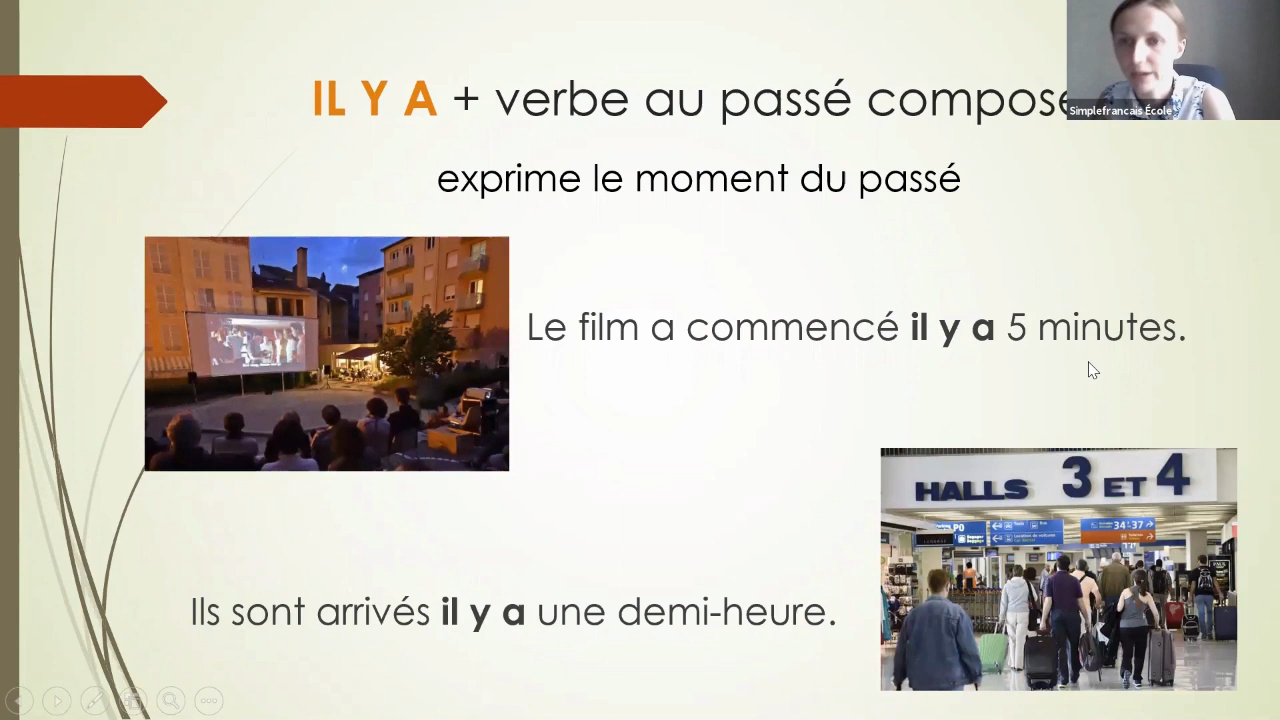 IL Y A + verbe au passé composé
Simplefrancais École
exprime le moment du passé
Le film a commencé il y a 5 minutes.
HALLS 3 ET 4
34-37
Ils sont arrivés il y a une demi-heure.